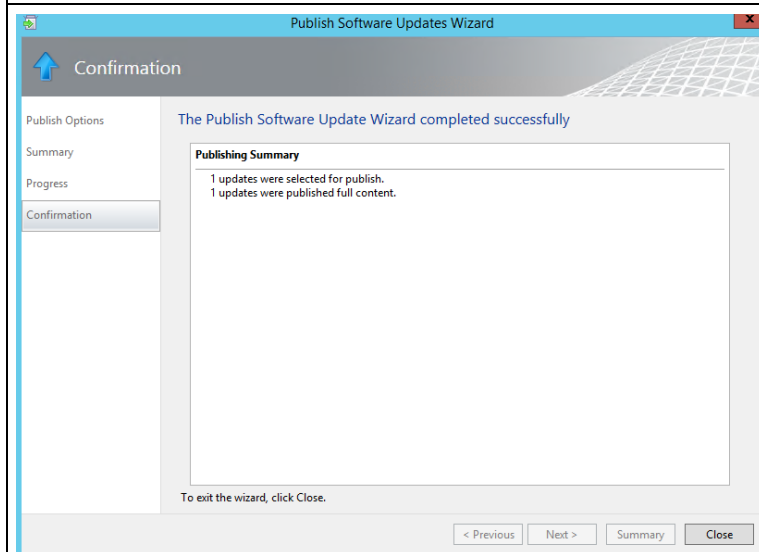 Publish Software Updates Wizard
x
Confirmation
Publish Options
Summary
Progress
Confirmation
The Publish Software Update Wizard completed successfully
Publishing Summary
1 updates were selected for publish.
1 updates were published full content.
To exit the wizard, click Close.
< Previous
Next >
Summary
Close